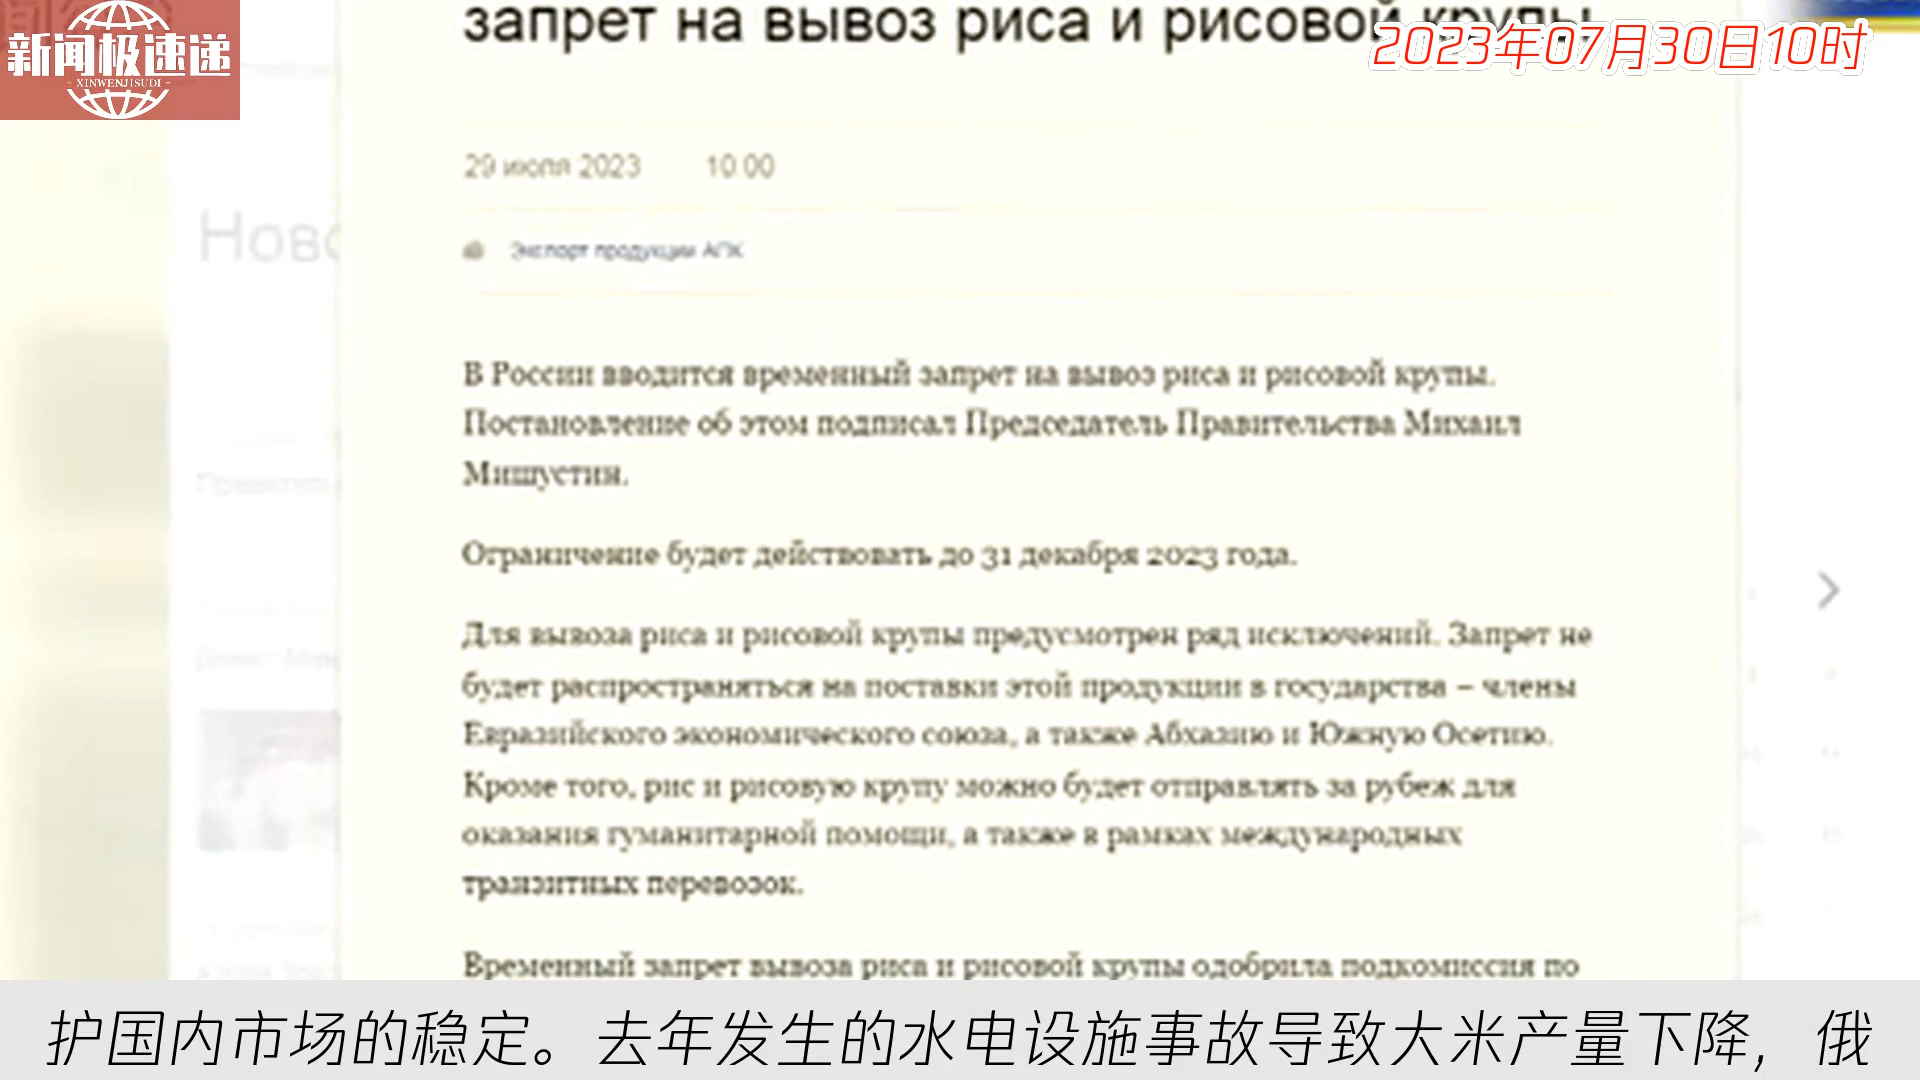 新闻极速递
XINWENJISUDI
2023年07月30日10时
запрет на вывоз риса и рисовой крупы
29 июля 2023 10:00
Экспорт продукции АПК
В России вводится временный запрет на вывоз риса и рисовой крупы.
Постановление об этом подписал Председатель Правительства Михаил
Мишустин.
Ограничение будет действовать до 31 декабря 2023 года.
Для вывоза риса и рисовой крупы предусмотрен ряд исключений. Запрет не
будет распространяться на поставки этой продукции в государства – члены
Евразийского экономического союза, а также Абхазию и Южную Осетию.
Кроме того, рис и рисовую крупу можно будет отправлять за рубеж для
оказания гуманитарной помощи, а также в рамках международных
транзитных перевозок.
Временный запрет вывоза риса и рисовой крупы одобрила подкомиссия по
护国内市场的稳定。去年发生的水电设施事故导致大米产量下降，俄